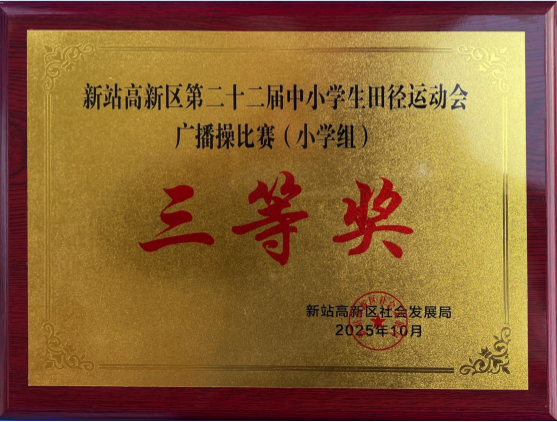 新站高新区第二十二届中小学生田径运动会
广播操比赛（小学组）
三等奖
新站高新区社会发展局
2025年10月